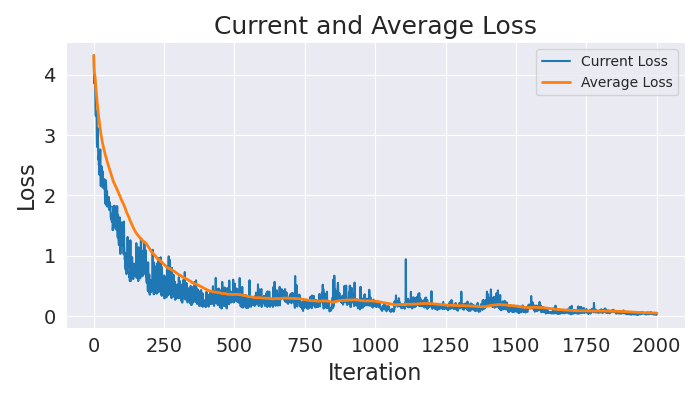 Current and Average Loss
Current Loss
Average Loss
Loss
4
3
2
1
0
0 250 500 750 1000 1250 1500 1750 2000
Iteration